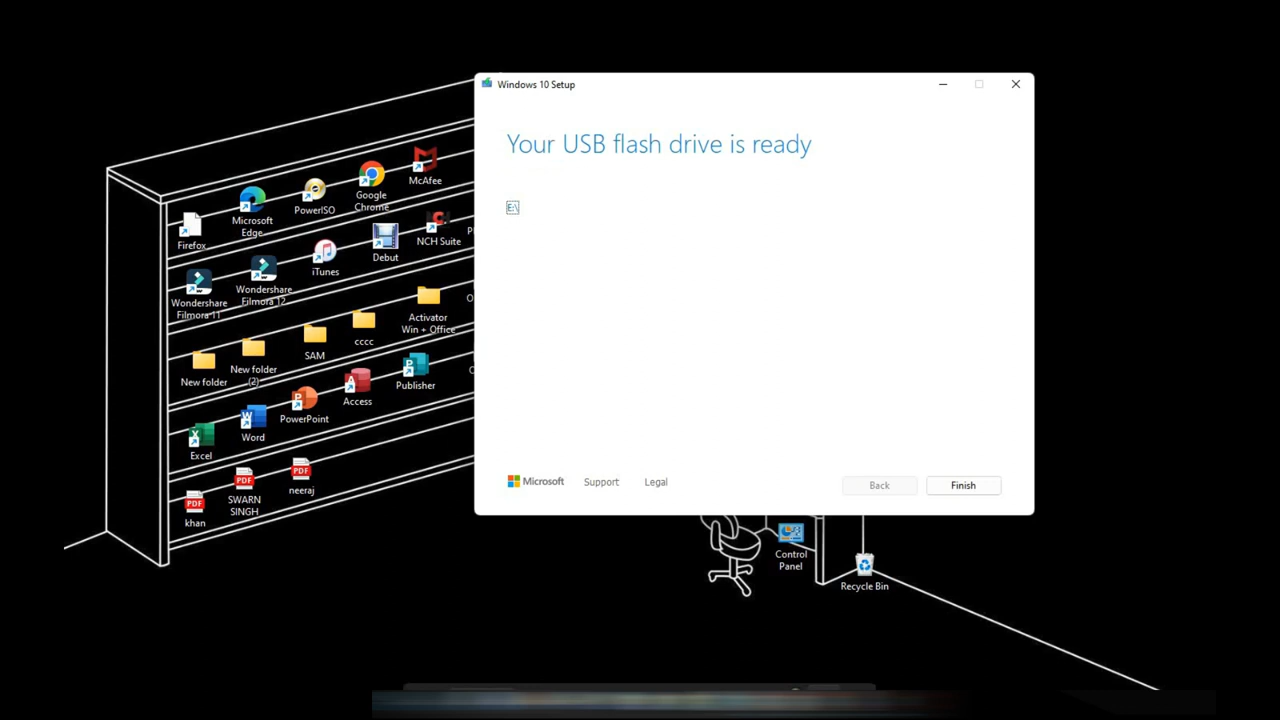 Windows 10 Setup
Your USB flash drive is ready
E:\
Microsoft
Support
Legal
Back
Finish
McAfee
Google
Chrome
PowerISO
Microsoft
Edge
Firefox
NCH Suite
Debut
iTunes
Wondershare
Filmora 12
Wondershare
Filmora 11
Activator
Win + Office
cccc
SAM
New folder
(2)
New folder
Publisher
Access
PowerPoint
Word
Excel
neeraj
SWARN
SINGH
khan
Control
Panel
Recycle Bin